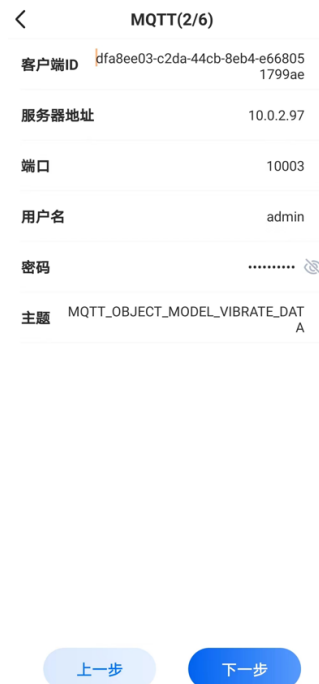 MQTT(2/6)
客户端ID
dfa8ee03-c2da-44cb-8eb4-e66805
1799ae
服务器地址 10.0.2.97
端口 10003
用户名 admin
密码 ••••••••••
主题
MQTT_OBJECT_MODEL_VIBRATE_DAT
A
上一步 下一步